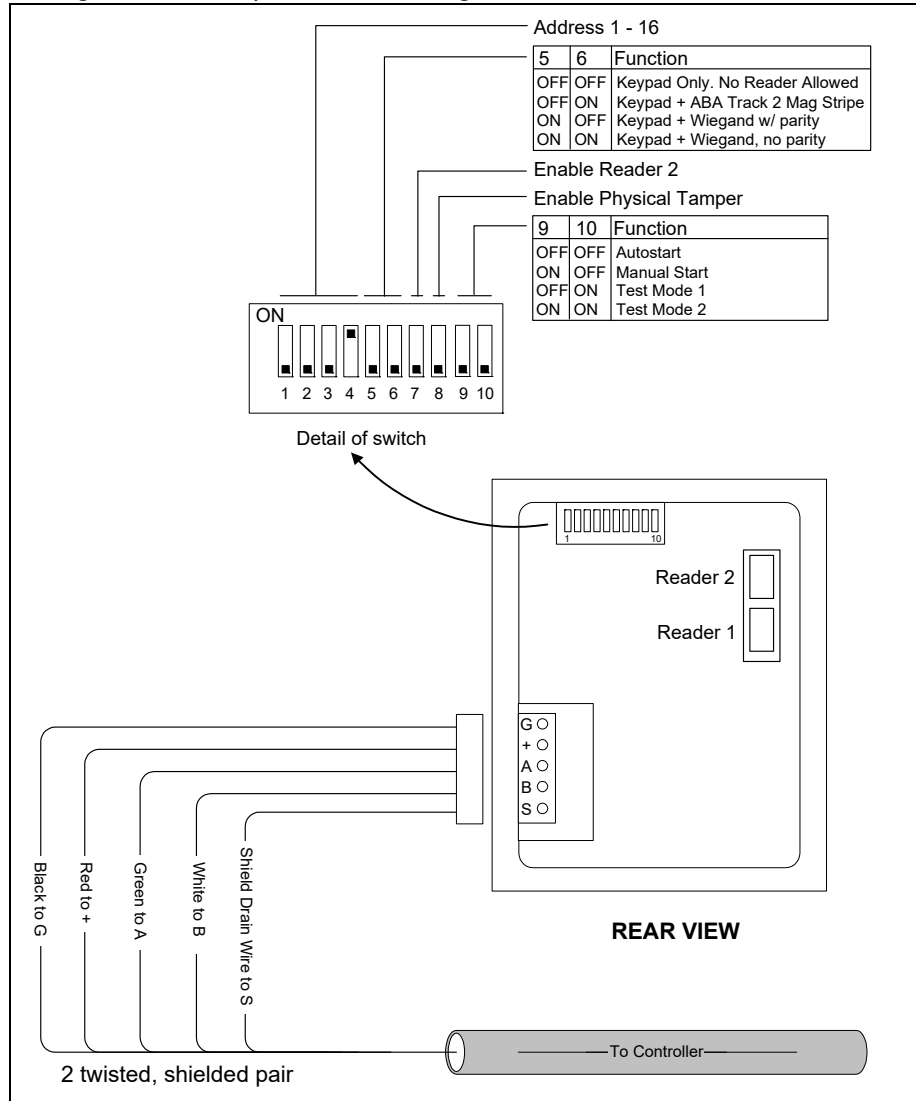 Address 1 - 16
5 6 Function
OFF OFF Keypad Only. No Reader Allowed
OFF ON Keypad + ABA Track 2 Mag Stripe
ON OFF Keypad + Wiegand w/ parity
ON ON Keypad + Wiegand, no parity
Enable Reader 2
Enable Physical Tamper
9 10 Function
OFF OFF Autostart
ON OFF Manual Start
OFF ON Test Mode 1
ON ON Test Mode 2
ON
1 2 3 4 5 6 7 8 9 10
Detail of switch
1 10
Reader 2
Reader 1
G
+
A
B
S
Black to G
Red to +
Green to A
White to B
Shield Drain Wire to S
REAR VIEW
To Controller
2 twisted, shielded pair